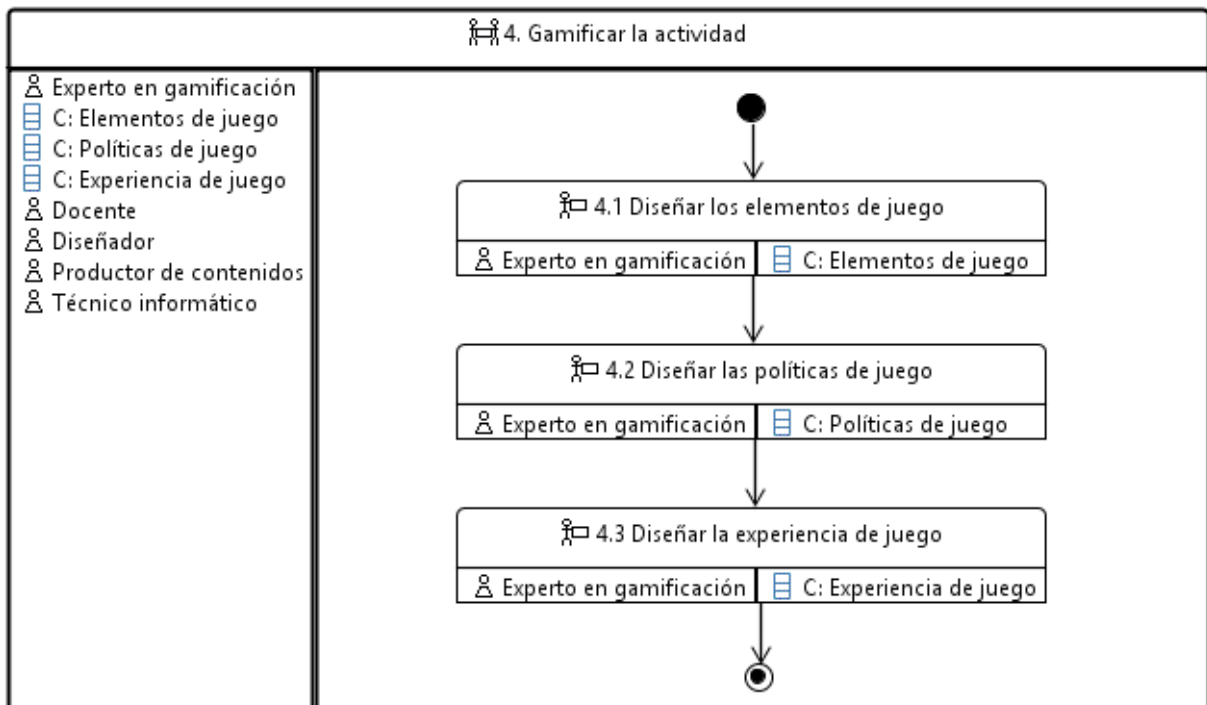 4. Gamificar la actividad
Experto en gamificación
C: Elementos de juego
C: Políticas de juego
C: Experiencia de juego
Docente
Diseñador
Productor de contenidos
Técnico informático
4.1 Diseñar los elementos de juego
Experto en gamificación C: Elementos de juego
4.2 Diseñar las políticas de juego
Experto en gamificación C: Políticas de juego
4.3 Diseñar la experiencia de juego
Experto en gamificación C: Experiencia de juego